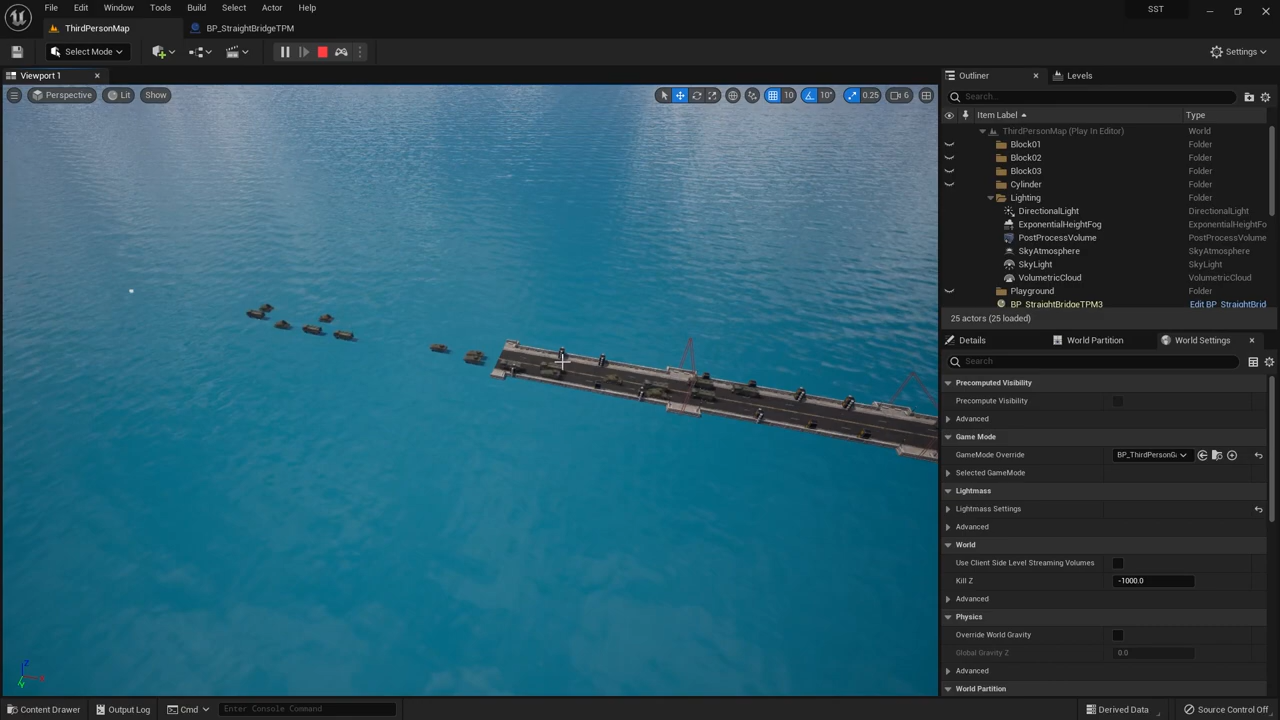 File Edit Window Tools Build Select Actor Help
SST
ThirdPersonMap
BP_StraightBridgeTPM
Select Mode
Settings
Viewport 1
Perspective
Lit
Show
10
10°
0.25
6
Outliner
Levels
Search...
Item Label
Type
ThirdPersonMap (Play In Editor) World
Block01 Folder
Block02 Folder
Block03 Folder
Cylinder Folder
Lighting Folder
DirectionalLight DirectionalLight
ExponentialHeightFog ExponentialHeightFo
PostProcessVolume PostProcessVolume
SkyAtmosphere SkyAtmosphere
SkyLight SkyLight
VolumetricCloud VolumetricCloud
Playground Folder
BP_StraightBridgeTPM3 Edit BP_StraightBrid
25 actors (25 loaded)
Details
World Partition
World Settings
Search
Precomputed Visibility
Precompute Visibility
Advanced
Game Mode
GameMode Override BP_ThirdPersonGa
Selected GameMode
Lightmass
Lightmass Settings
Advanced
World
Use Client Side Level Streaming Volumes
Kill Z -1000.0
Advanced
Physics
Override World Gravity
Global Gravity Z 0.0
Advanced
World Partition
Content Drawer
Output Log
Cmd
Enter Console Command
Derived Data
Source Control Off